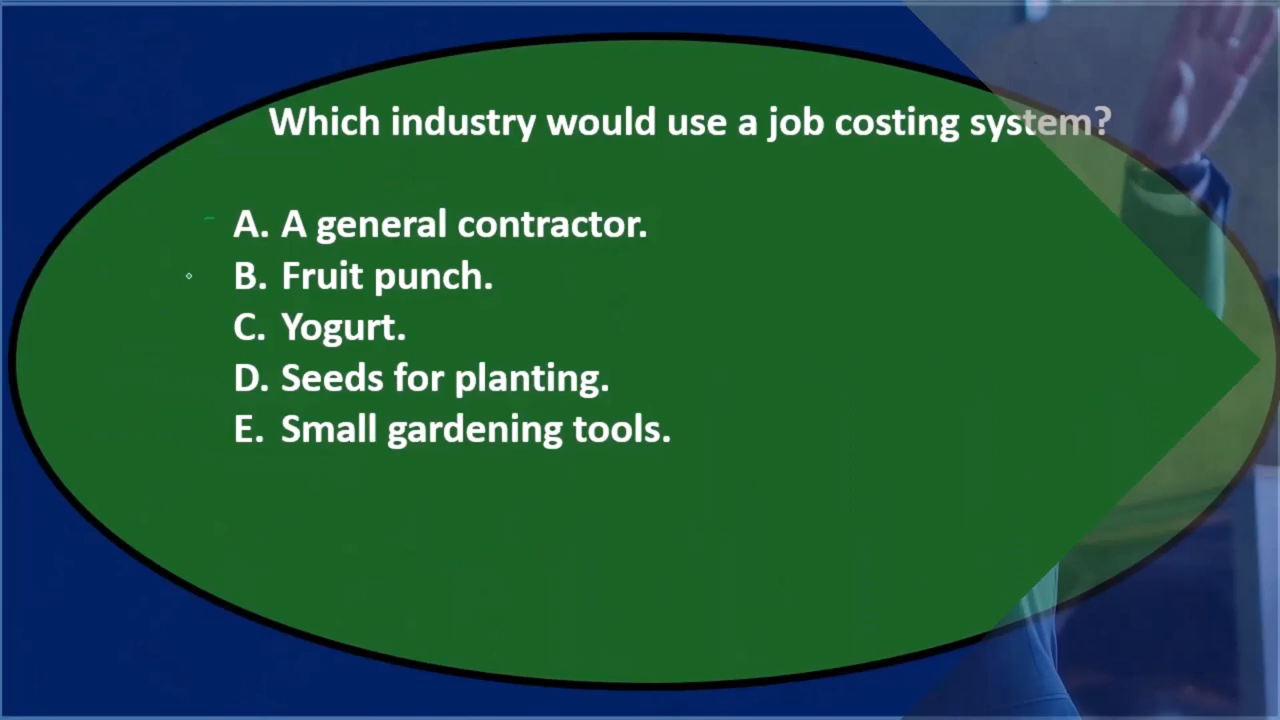 Which industry would use a job costing system?
A. A general contractor.
B. Fruit punch.
C. Yogurt.
D. Seeds for planting.
E. Small gardening tools.